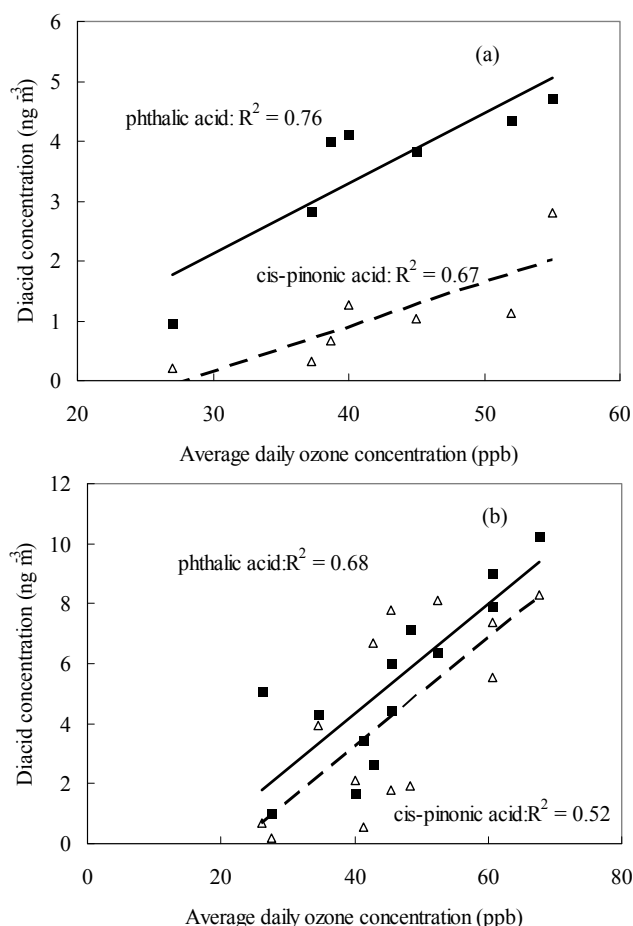 (a)
6
5
4
3
2
1
0
Diacid concentration (ng m-3)
phthalic acid: R2 = 0.76
cis-pinonic acid: R2 = 0.67
20 30 40 50 60
Average daily ozone concentration (ppb)
(b)
12
10
8
6
4
2
0
Diacid concentration (ng m-3)
phthalic acid:R2 = 0.68
cis-pinonic acid:R2 = 0.52
0 20 40 60 80
Average daily ozone concentration (ppb)